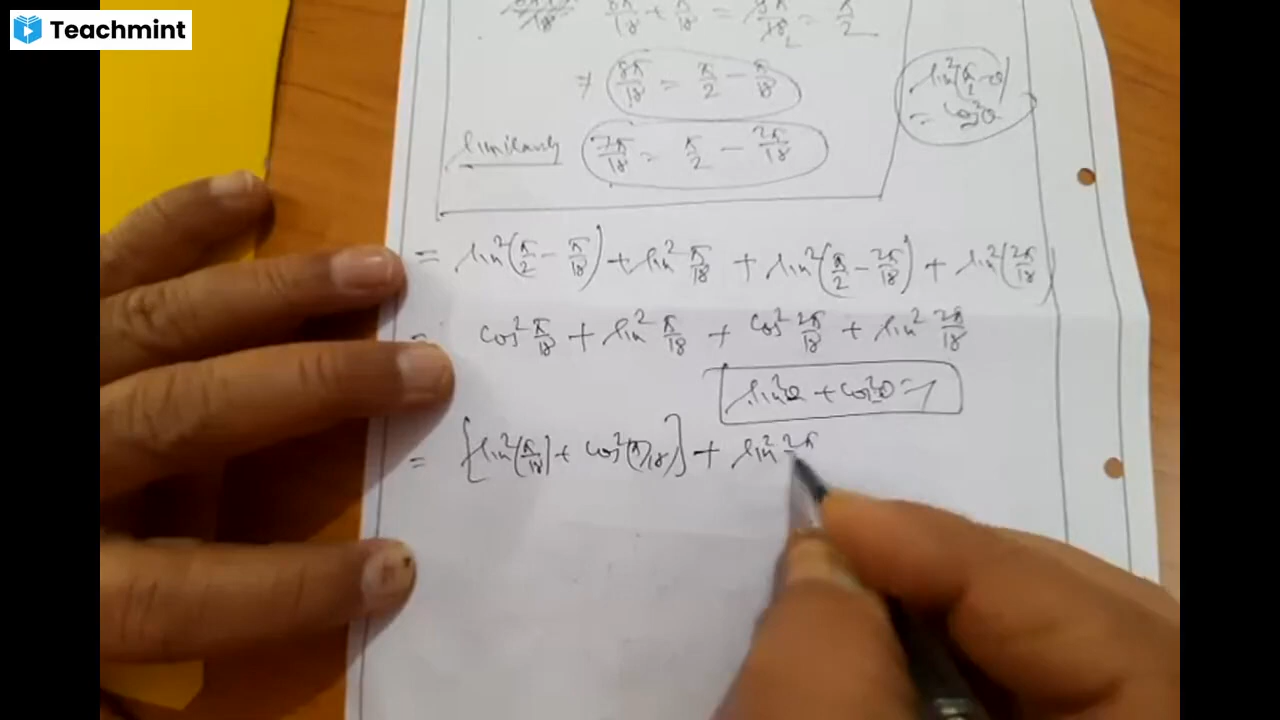 Teachmint
8π/18 + π/18 = 9π/18 = π/2
⇒ 8π/18 = π/2 − π/18
sin²(π/2 − θ)
= cos²θ
Similarly 7π/18 = π/2 − 2π/18
= sin²(π/2 − π/18) + sin² π/18 + sin²(π/2 − 2π/18) + sin²(2π/18)
= cos² π/18 + sin² π/18 + cos² 2π/18 + sin² 2π/18
sin²θ + cos²θ = 1
= [sin²(π/18) + cos²(π/18)] + sin² 2π